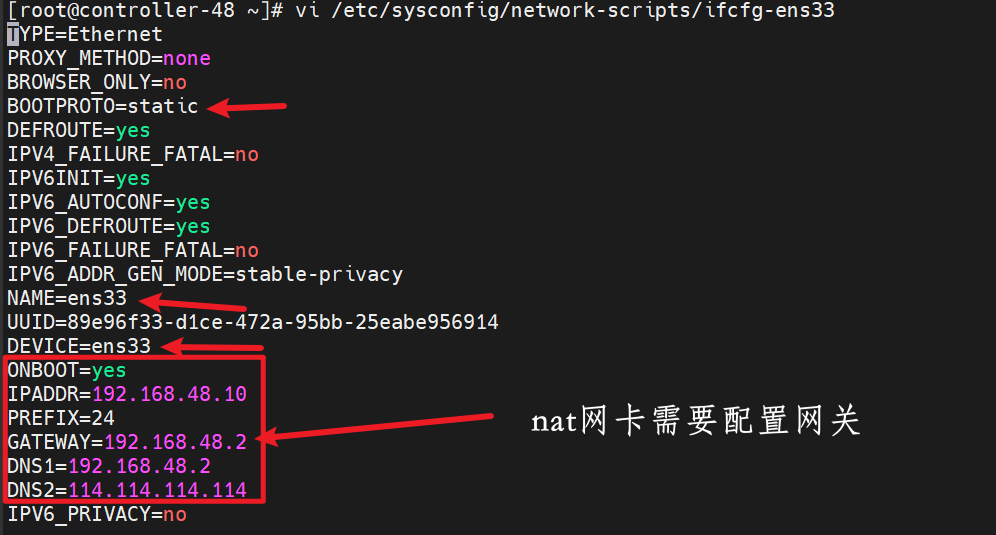 [root@controller-48 ~]# vi /etc/sysconfig/network-scripts/ifcfg-ens33
TYPE=Ethernet
PROXY_METHOD=none
BROWSER_ONLY=no
BOOTPROTO=static
DEFROUTE=yes
IPV4_FAILURE_FATAL=no
IPV6INIT=yes
IPV6_AUTOCONF=yes
IPV6_DEFROUTE=yes
IPV6_FAILURE_FATAL=no
IPV6_ADDR_GEN_MODE=stable-privacy
NAME=ens33
UUID=89e96f33-d1ce-472a-95bb-25eabe956914
DEVICE=ens33
ONBOOT=yes
IPADDR=192.168.48.10
PREFIX=24
GATEWAY=192.168.48.2
nat网卡需要配置网关
DNS1=192.168.48.2
DNS2=114.114.114.114
IPV6_PRIVACY=no